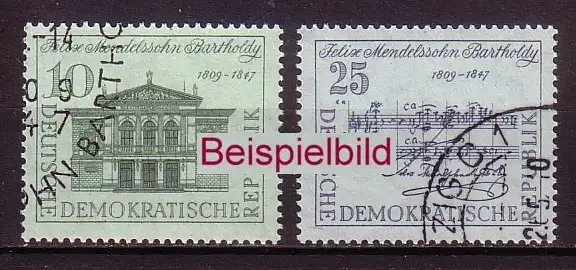 Felix Mendelssohn Bartholdy
10
1809-1847
DEUTSCHE
DEMOKRATISCHE
REPUBLIK
-14
Felix Mendelssohn Bartholdy
1809-1847
25
DEUTSCHE
DEMOKRATISCHE
REPUBLIK
Beispielbild